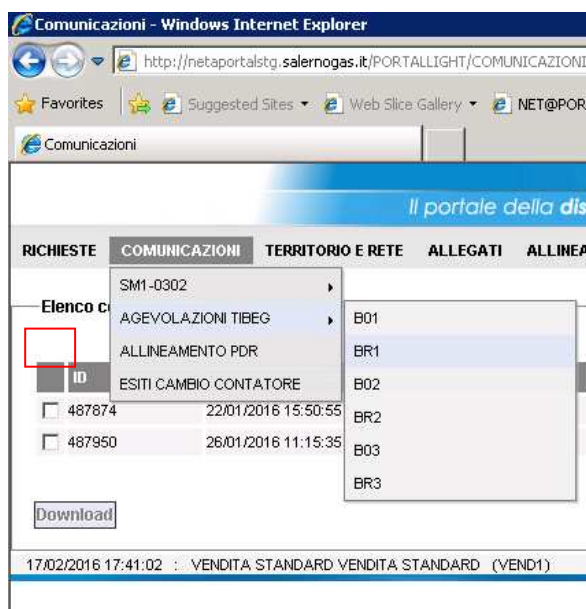 Comunicazioni - Windows Internet Explorer
http://netaportalstg.salernogas.it/PORTALLIGHT/COMUNICAZIONI
Favorites Suggested Sites Web Slice Gallery NET@POR
Comunicazioni
Il portale della dis
RICHIESTE COMUNICAZIONI TERRITORIO E RETE ALLEGATI ALLINEA
SM1-0302
Elenco c
AGEVOLAZIONI TIBEG B01
ALLINEAMENTO PDR BR1
ID ESITI CAMBIO CONTATORE B02
487874 22/01/2016 15:50:55 BR2
487950 26/01/2016 11:15:35 B03
BR3
Download
17/02/2016 17:41:02 : VENDITA STANDARD VENDITA STANDARD (VEND1)